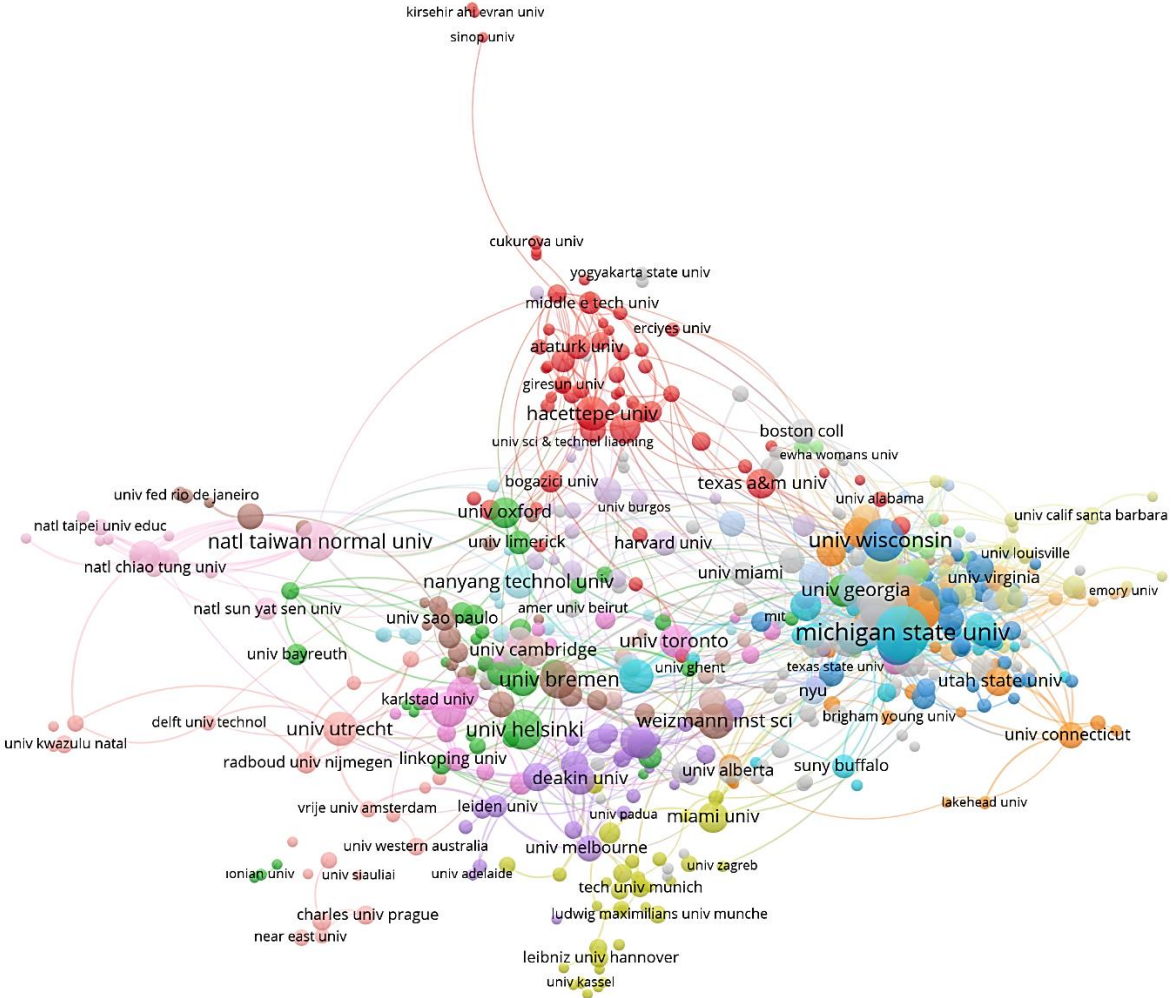 kirsehir ahi evran univ
sinop univ
cukurova univ
yogyakarta state univ
middle e tech univ
erciyes univ
ataturk univ
giresun univ
hacettepe univ
boston coll
univ sci & technol liaoning
ewha womans univ
bogazici univ
texas a&m univ
univ fed rio de janeiro
univ alabama
univ burgos
univ oxford
univ calif santa barbara
natl taipei univ educ
natl taiwan normal univ
univ limerick
harvard univ
univ wisconsin
univ louisville
natl chiao tung univ
univ miami
univ virginia
nanyang technol univ
univ georgia
emory univ
natl sun yat sen univ
amer univ beirut
univ sao paulo
mit
michigan state univ
univ toronto
univ cambridge
univ bayreuth
univ ghent
texas state univ
univ bremen
utah state univ
nyu
karlstad univ
brigham young univ
weizmann inst sci
delft univ technol
univ utrecht
univ helsinki
univ connecticut
univ kwazulu natal
linkoping univ
radboud univ nijmegen
suny buffalo
univ alberta
deakin univ
lakehead univ
leiden univ
vrije univ amsterdam
univ padua
miami univ
univ western australia
univ melbourne
univ zagreb
ionian univ
univ siauliai
univ adelaide
tech univ munich
charles univ prague
ludwig maximilians univ munche
near east univ
leibniz univ hannover
univ kassel